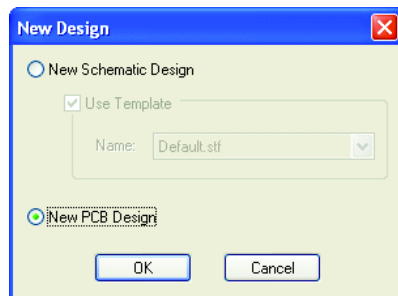 New Design
New Schematic Design
Use Template
Name: Default.stf
New PCB Design
OK Cancel